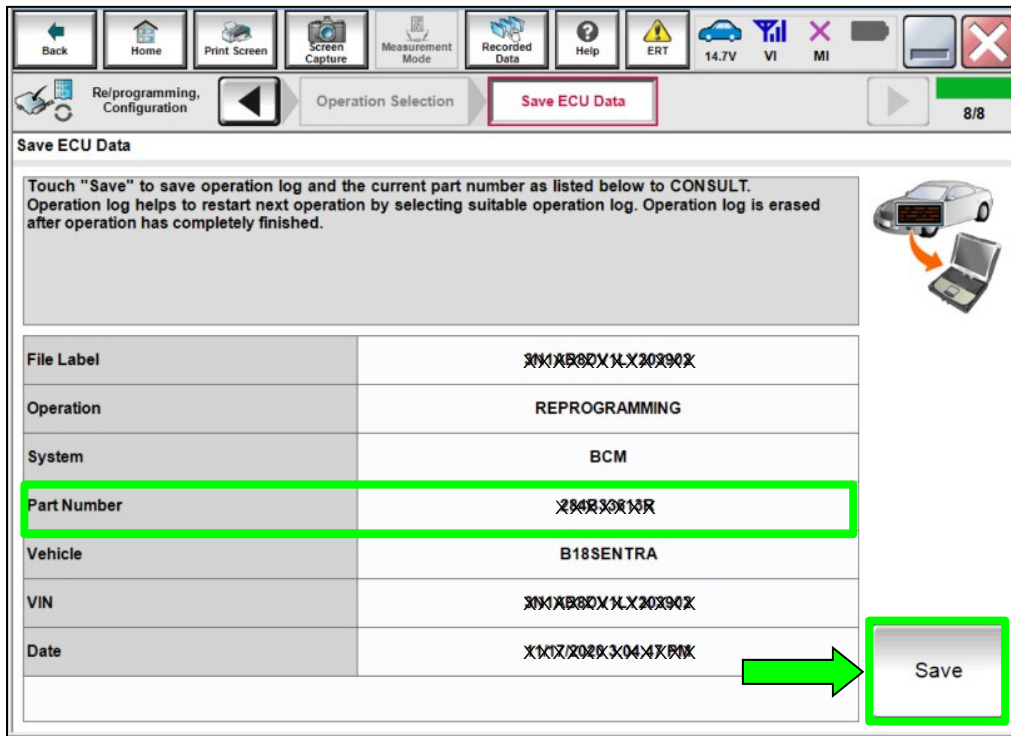 Back
Home
Print Screen
Screen Capture
Measurement Mode
Recorded Data
Help
ERT
14.7V
VI
MI
Re/programming, Configuration
Operation Selection
Save ECU Data
8/8
Save ECU Data
Touch "Save" to save operation log and the current part number as listed below to CONSULT.
Operation log helps to restart next operation by selecting suitable operation log. Operation log is erased
after operation has completely finished.
File Label
Operation REPROGRAMMING
System BCM
Part Number
Vehicle B18SENTRA
VIN
Date
Save